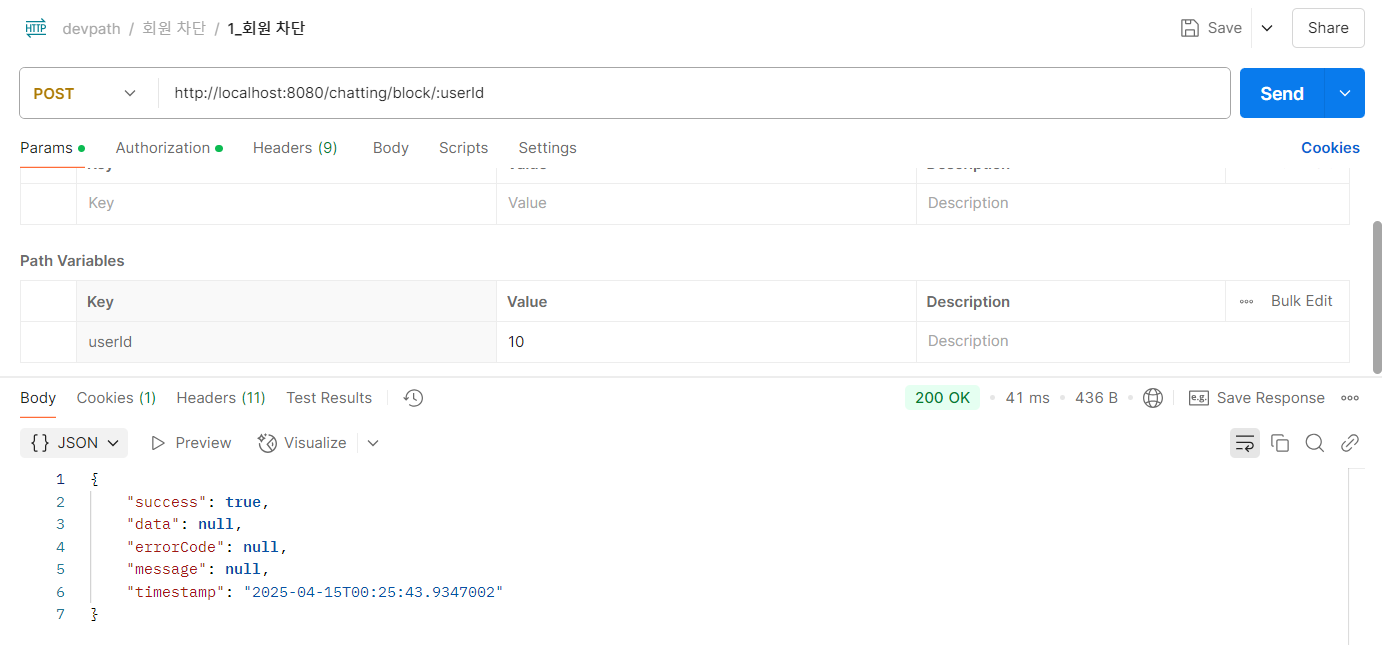 HTTP devpath / 회원 차단 / 1_회원 차단 Save Share
POST http://localhost:8080/chatting/block/:userId Send
Params Authorization Headers (9) Body Scripts Settings Cookies
Key Value Description
Key Value Description
Path Variables
Key Value Description Bulk Edit
userId 10 Description
Body Cookies (1) Headers (11) Test Results 200 OK 41 ms 436 B e.g. Save Response
{} JSON Preview Visualize
1 {
2 "success": true,
3 "data": null,
4 "errorCode": null,
5 "message": null,
6 "timestamp": "2025-04-15T00:25:43.9347002"
7 }